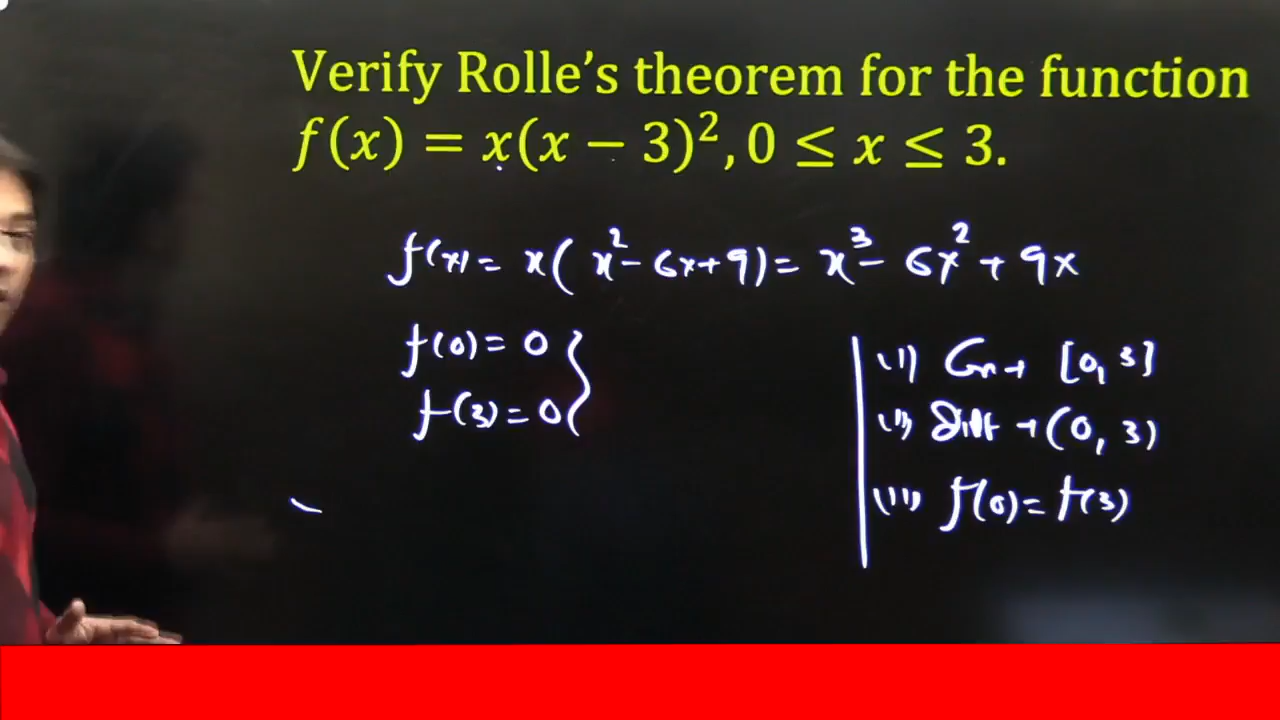 Verify Rolle's theorem for the function
f(x) = x(x − 3)², 0 ≤ x ≤ 3.
f(x) = x( x² - 6x + 9) = x³ - 6x² + 9x
f(0) = 0
f(3) = 0
(i) Cn → [0, 3]
(ii) Diff → (0, 3)
(iii) f(0) = f(3)